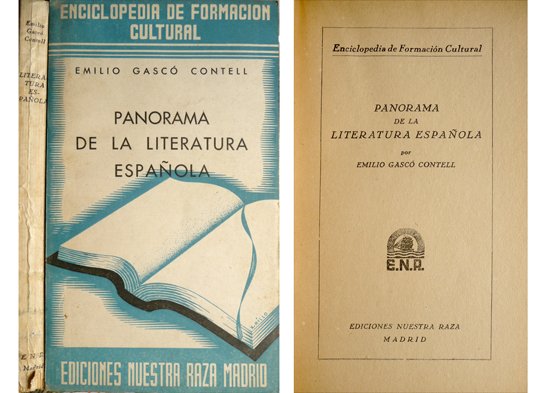 Emilio
Gascó
Contell
LITERA
TURA
ES-
PAÑOLA
E N R
Madrid
ENCICLOPEDIA DE FORMACION
CULTURAL
EMILIO GASCÓ CONTELL
PANORAMA
DE LA LITERATURA
ESPAÑOLA
EDICIONES NUESTRA RAZA MADRID
Enciclopedia de Formación Cultural
PANORAMA
DE LA
LITERATURA ESPAÑOLA
por
EMILIO GASCÓ CONTELL
E.N.R.
EDICIONES NUESTRA RAZA
MADRID